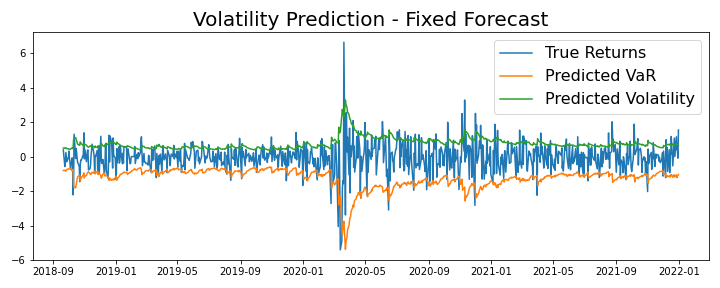 Volatility Prediction - Fixed Forecast
True Returns
Predicted VaR
Predicted Volatility
6
4
2
0
−2
−4
−6
2018-09 2019-01 2019-05 2019-09 2020-01 2020-05 2020-09 2021-01 2021-05 2021-09 2022-01